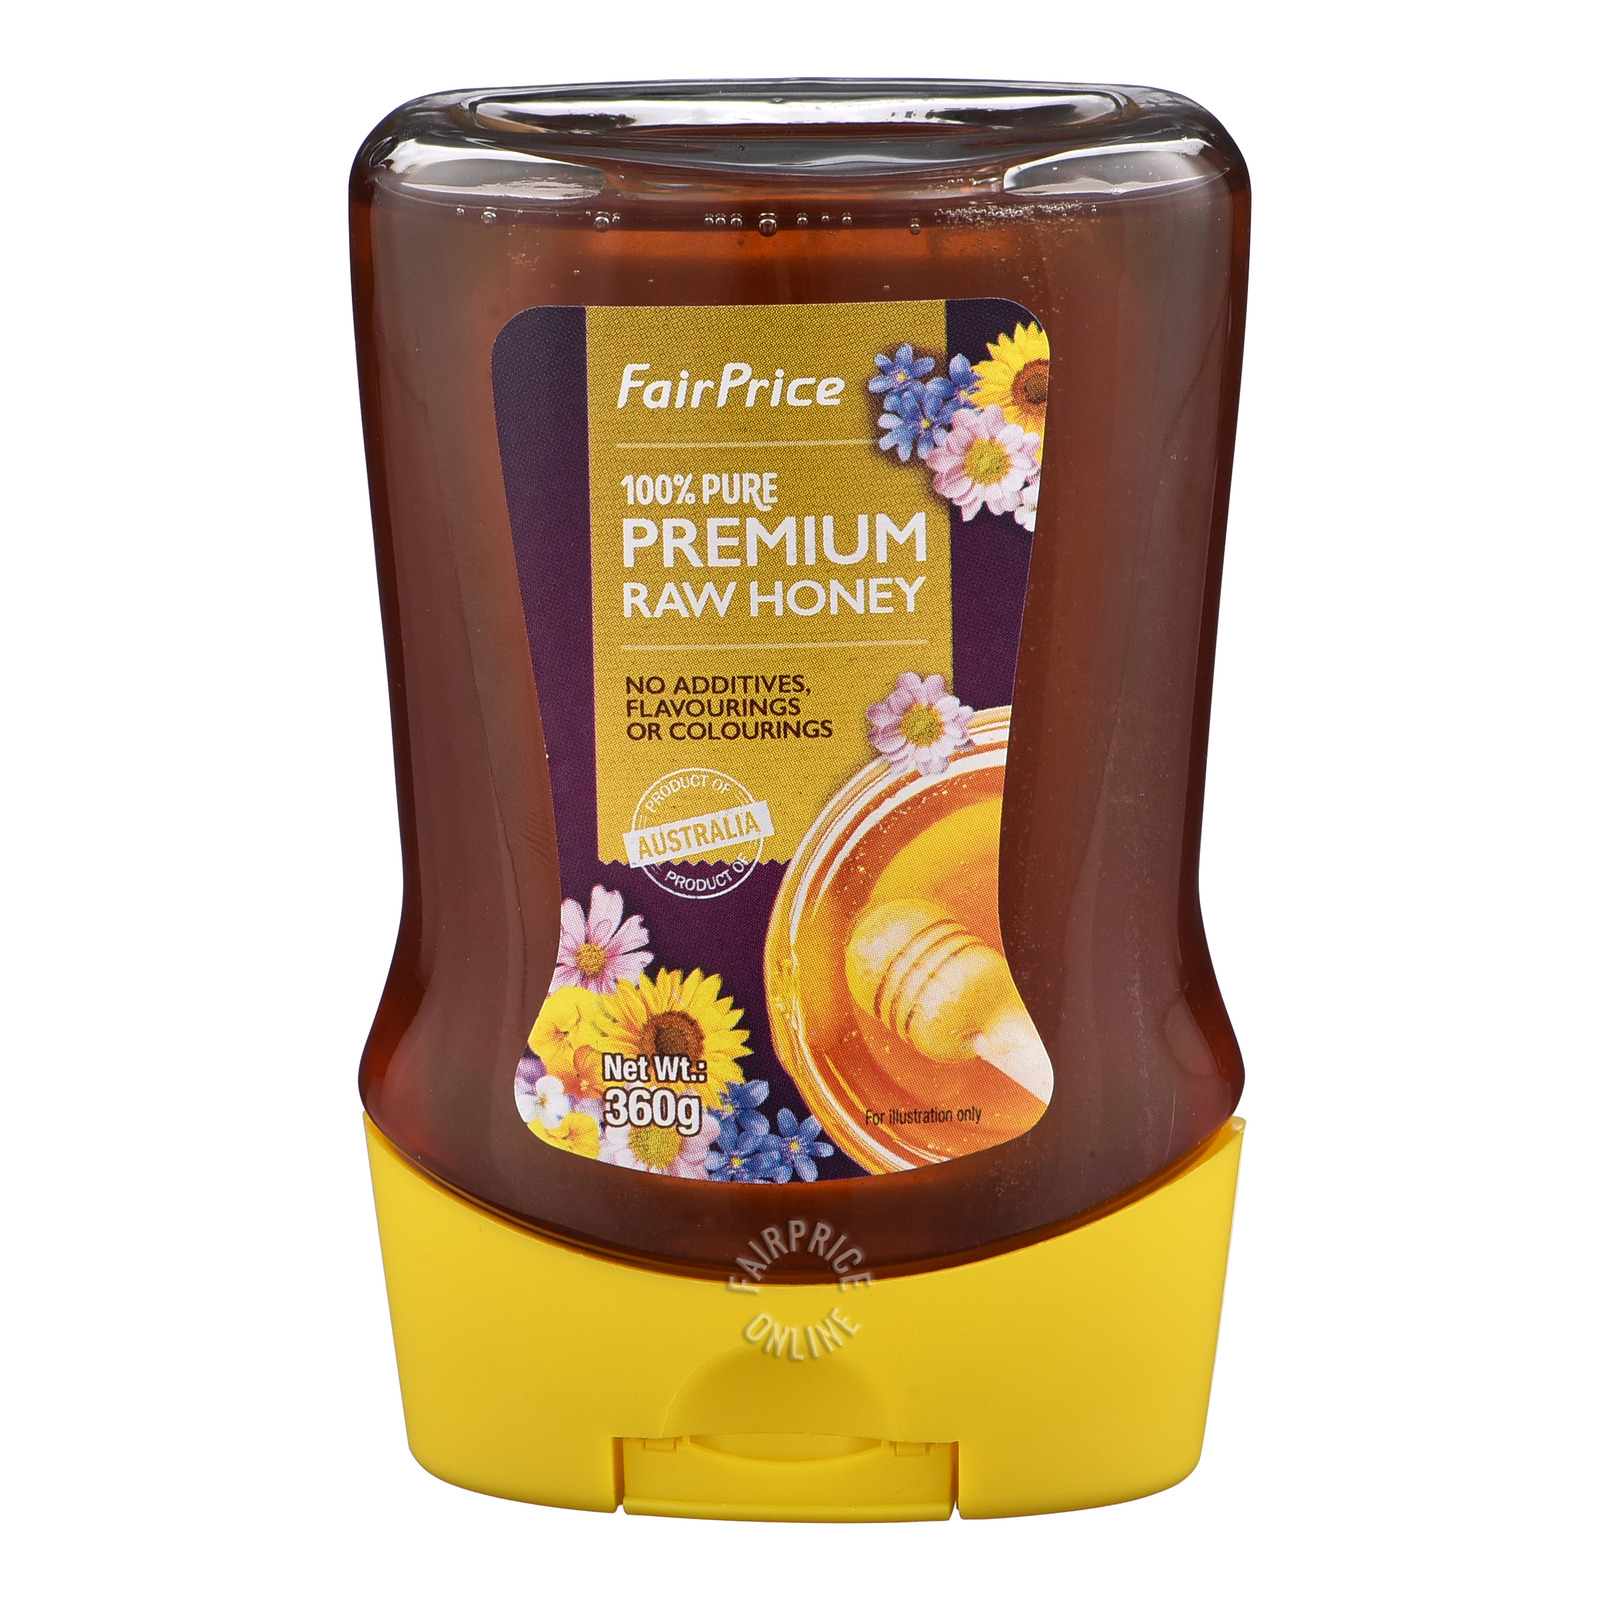 FairPrice
100% PURE
PREMIUM
RAW HONEY
NO ADDITIVES,
FLAVOURINGS
OR COLOURINGS
PRODUCT OF
AUSTRALIA
PRODUCT OF
Net Wt.:
360g
For illustration only
FAIRPRICE
ONLINE